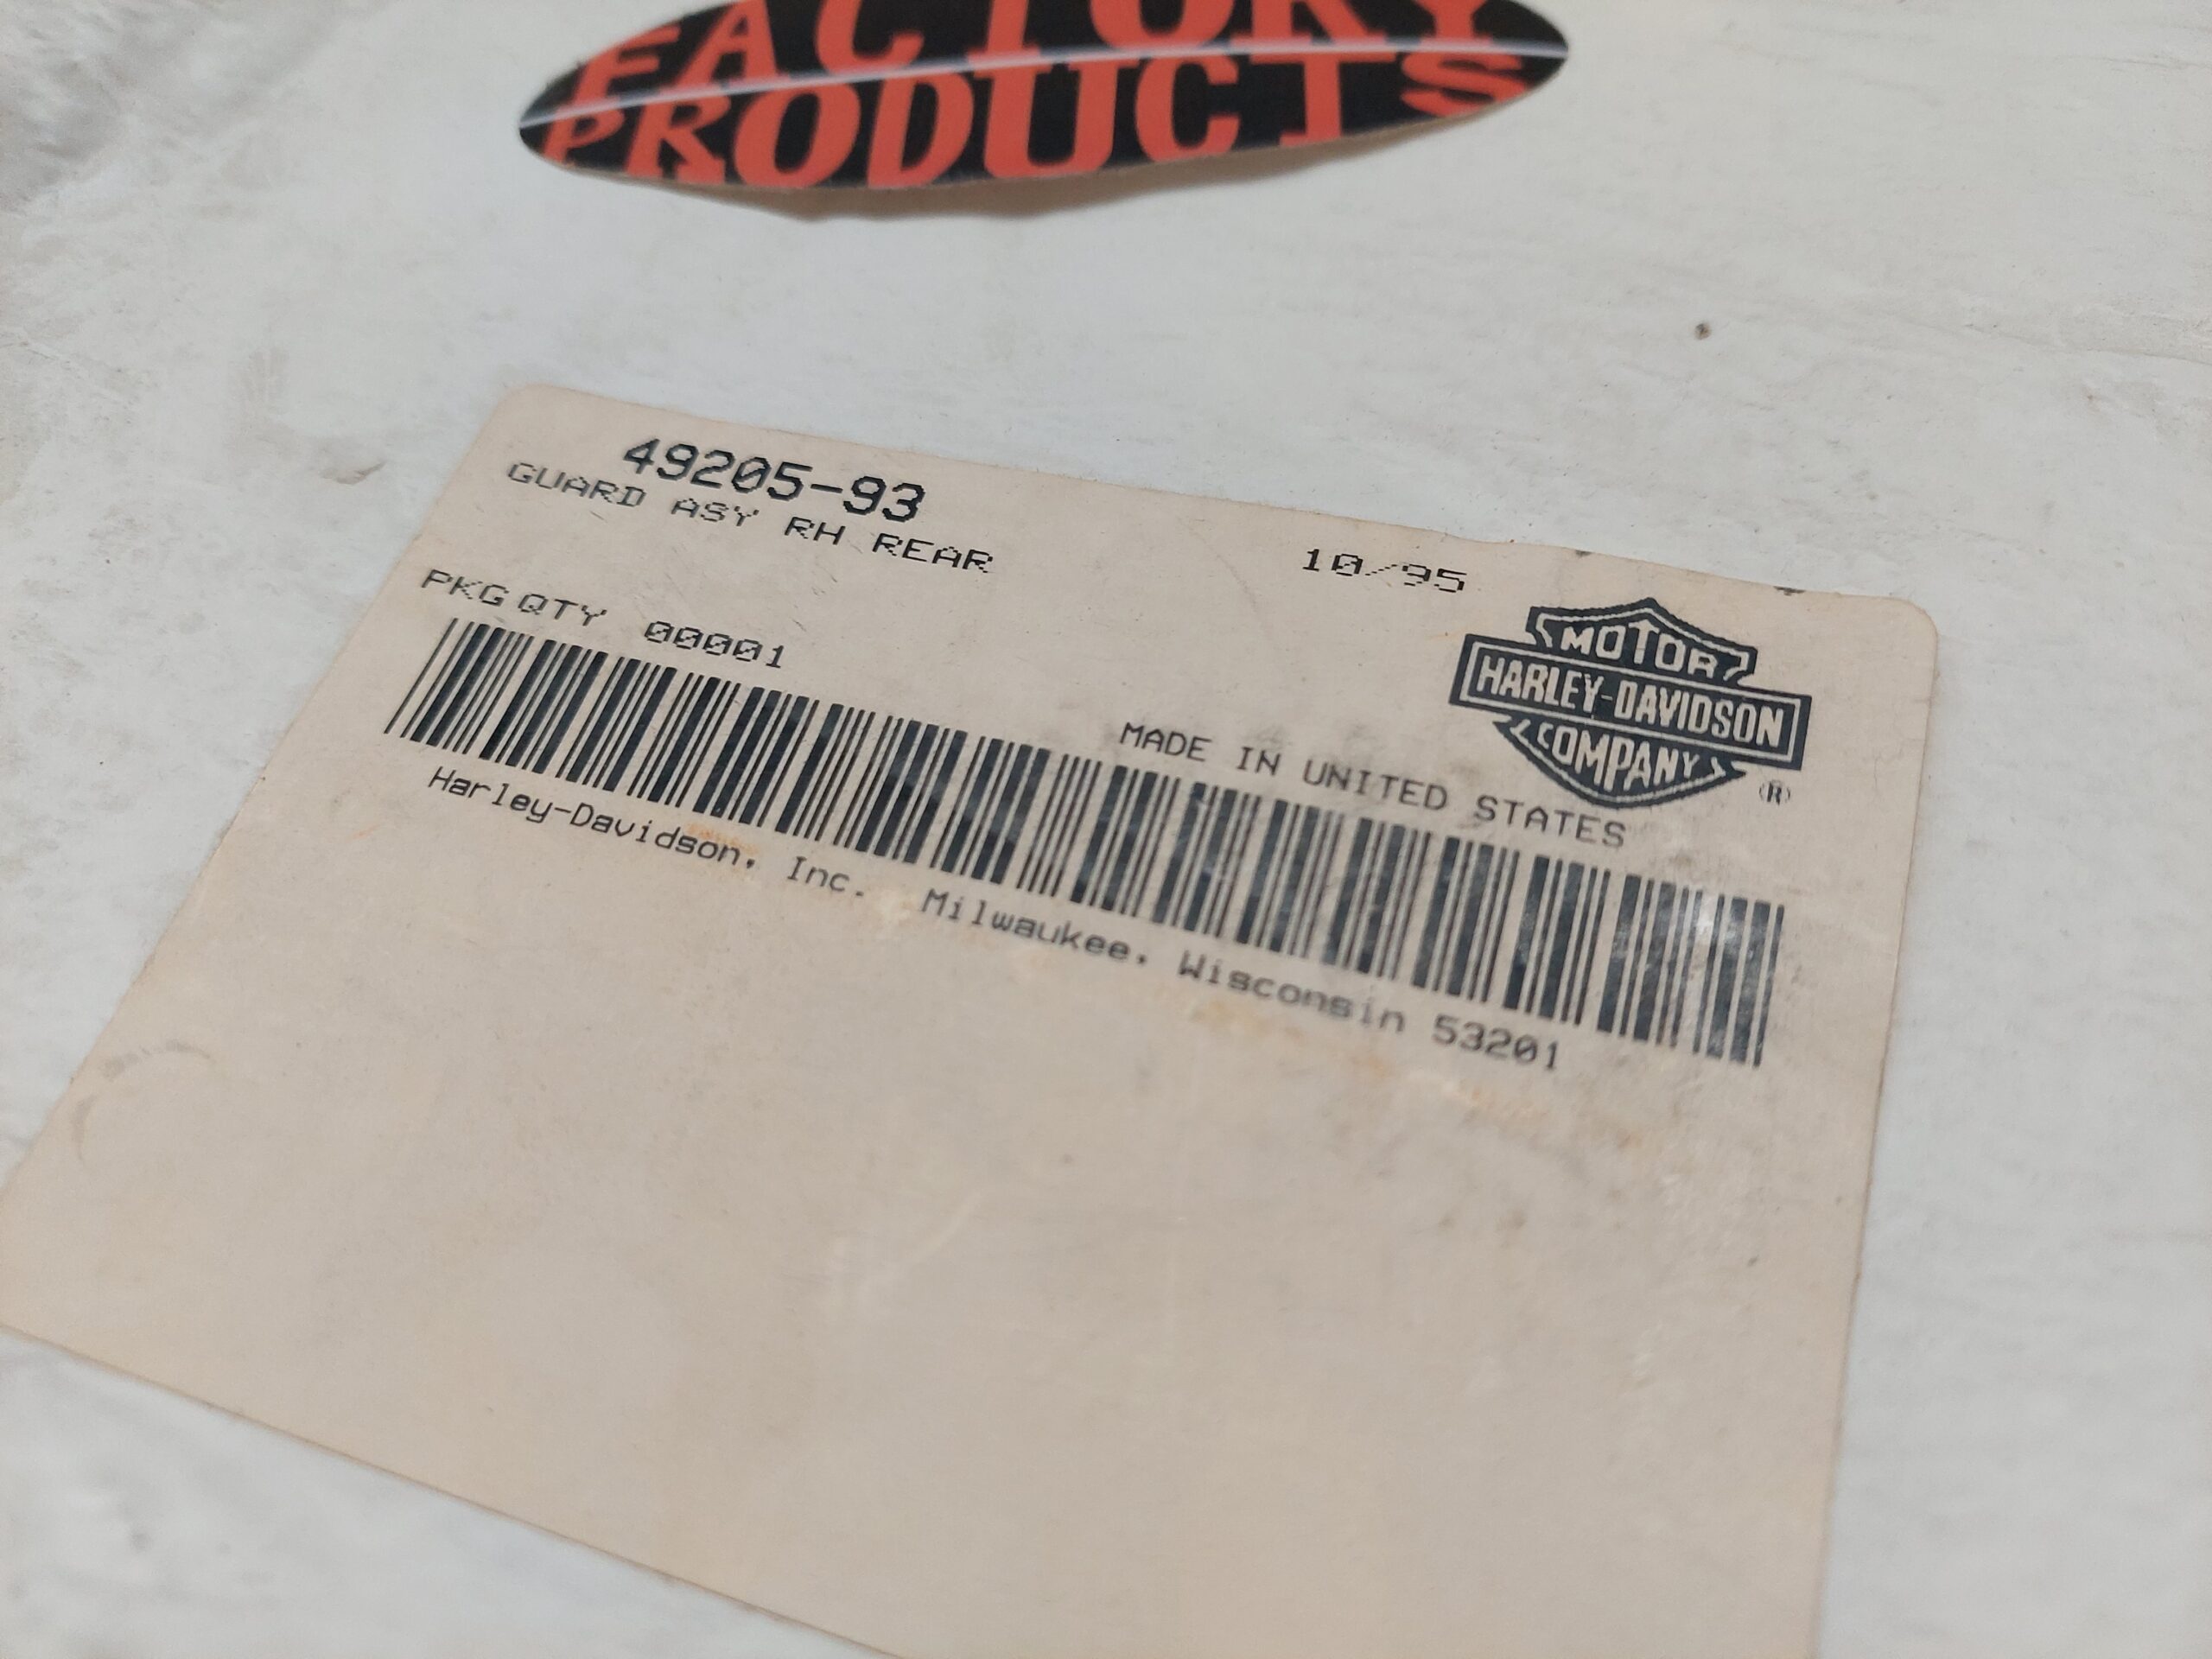 FACTORY
PRODUCTS
49205-93
GUARD ASY RH REAR
10/95
PKG QTY 00001
MOTOR
HARLEY-DAVIDSON
COMPANY
®
MADE IN UNITED STATES
Harley-Davidson, Inc. Milwaukee, Wisconsin 53201